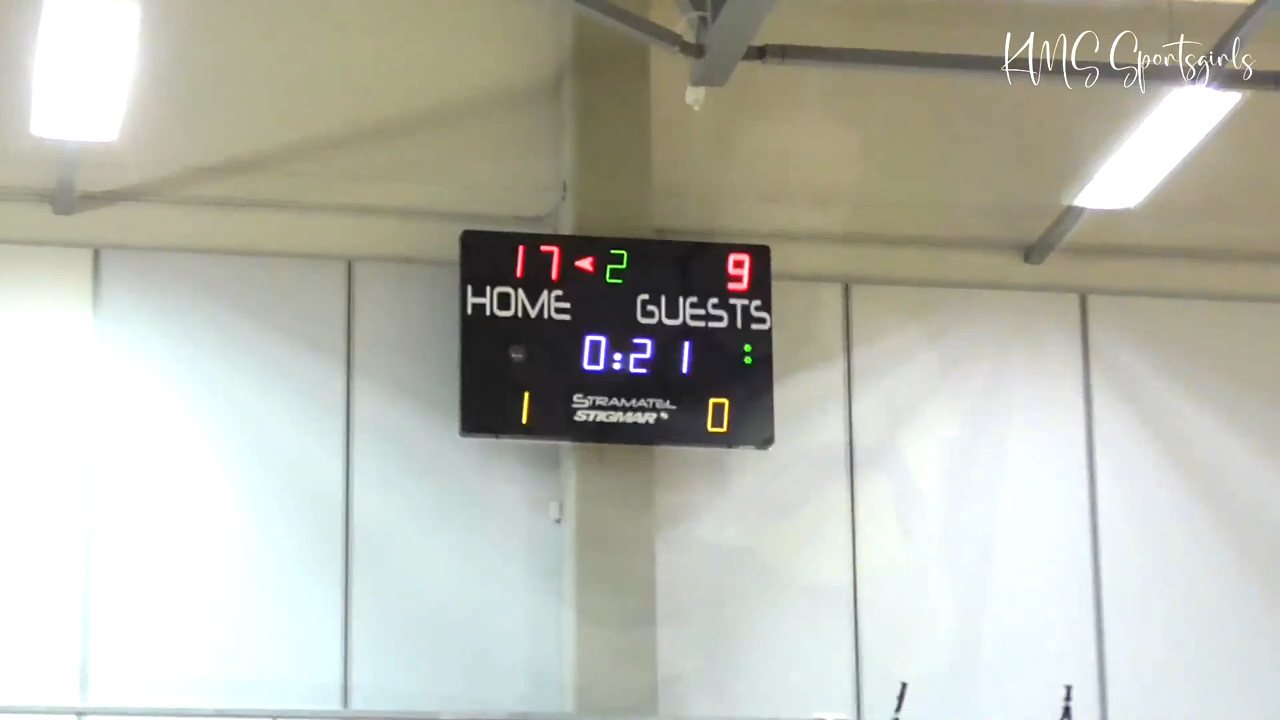 KMS Sportsgirls
17 2 9
HOME GUESTS
0:21
1 0
STRAMATEL
STIGMAR